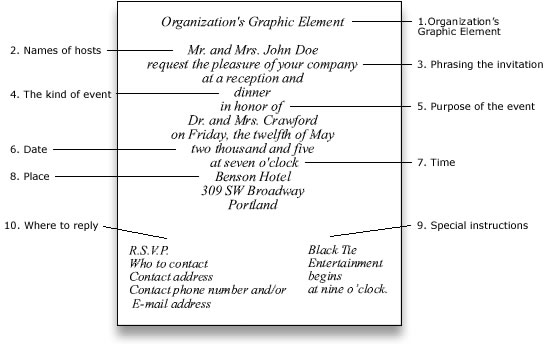 Organization's Graphic Element
1.Organization's
Graphic Element
2. Names of hosts
Mr. and Mrs. John Doe
request the pleasure of your company
3. Phrasing the invitation
at a reception and
4. The kind of event
dinner
in honor of
5. Purpose of the event
Dr. and Mrs. Crawford
on Friday, the twelfth of May
6. Date
two thousand and five
at seven o'clock
7. Time
8. Place
Benson Hotel
309 SW Broadway
Portland
10. Where to reply
9. Special instructions
R.S.V.P.
Who to contact
Contact address
Contact phone number and/or
E-mail address
Black Tie
Entertainment
begins
at nine o'clock.